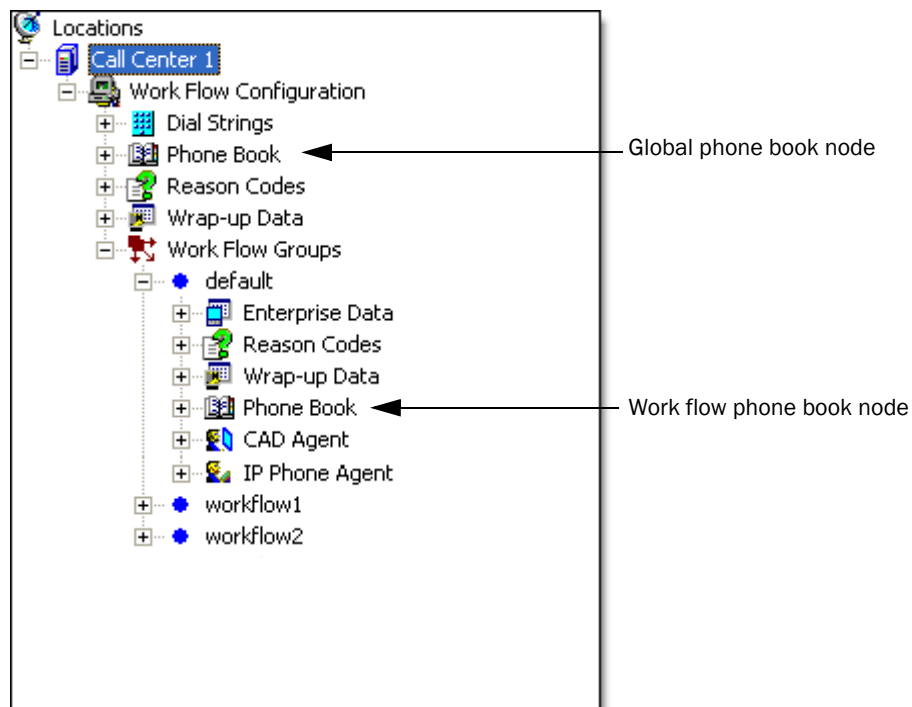 Locations
Call Center 1
Work Flow Configuration
Dial Strings
Phone Book
Global phone book node
Reason Codes
Wrap-up Data
Work Flow Groups
default
Enterprise Data
Reason Codes
Wrap-up Data
Phone Book
Work flow phone book node
CAD Agent
IP Phone Agent
workflow1
workflow2